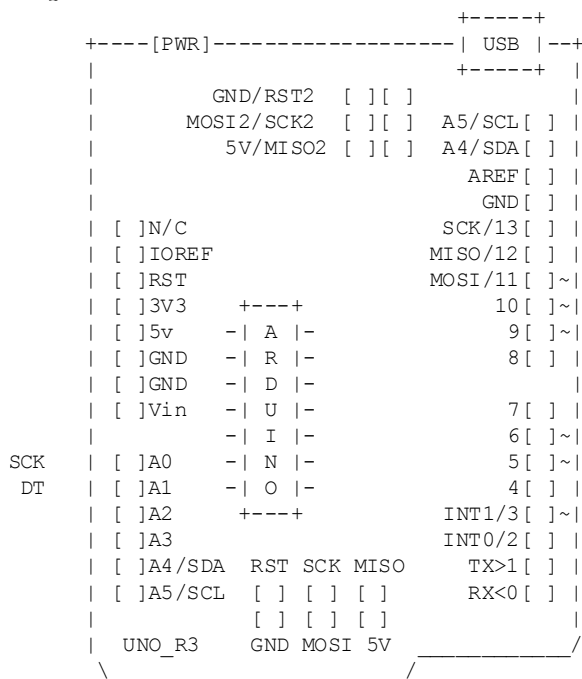 +-----+
         +----[PWR]-------------------| USB |--+
         |                            +-----+  |
         |         GND/RST2  [ ][ ]            |
         |       MOSI2/SCK2  [ ][ ]  A5/SCL[ ] |
         |          5V/MISO2 [ ][ ]  A4/SDA[ ] |
         |                             AREF[ ] |
         |                              GND[ ] |
         | [ ]N/C                    SCK/13[ ] |
         | [ ]IOREF                 MISO/12[ ] |
         | [ ]RST                   MOSI/11[ ]~|
         | [ ]3V3    +---+               10[ ]~|
         | [ ]5v    -| A |-               9[ ]~|
         | [ ]GND   -| R |-               8[ ] |
         | [ ]GND   -| D |-                    |
         | [ ]Vin   -| U |-               7[ ] |
         |          -| I |-               6[ ]~|
SCK      | [ ]A0    -| N |-               5[ ]~|
 DT      | [ ]A1    -| O |-               4[ ] |
         | [ ]A2     +---+           INT1/3[ ]~|
         | [ ]A3                     INT0/2[ ] |
         | [ ]A4/SDA  RST SCK MISO     TX>1[ ] |
         | [ ]A5/SCL  [ ] [ ] [ ]      RX<0[ ] |
         |            [ ] [ ] [ ]              |
         |  UNO_R3    GND MOSI 5V  ____________/
          \_______________________/